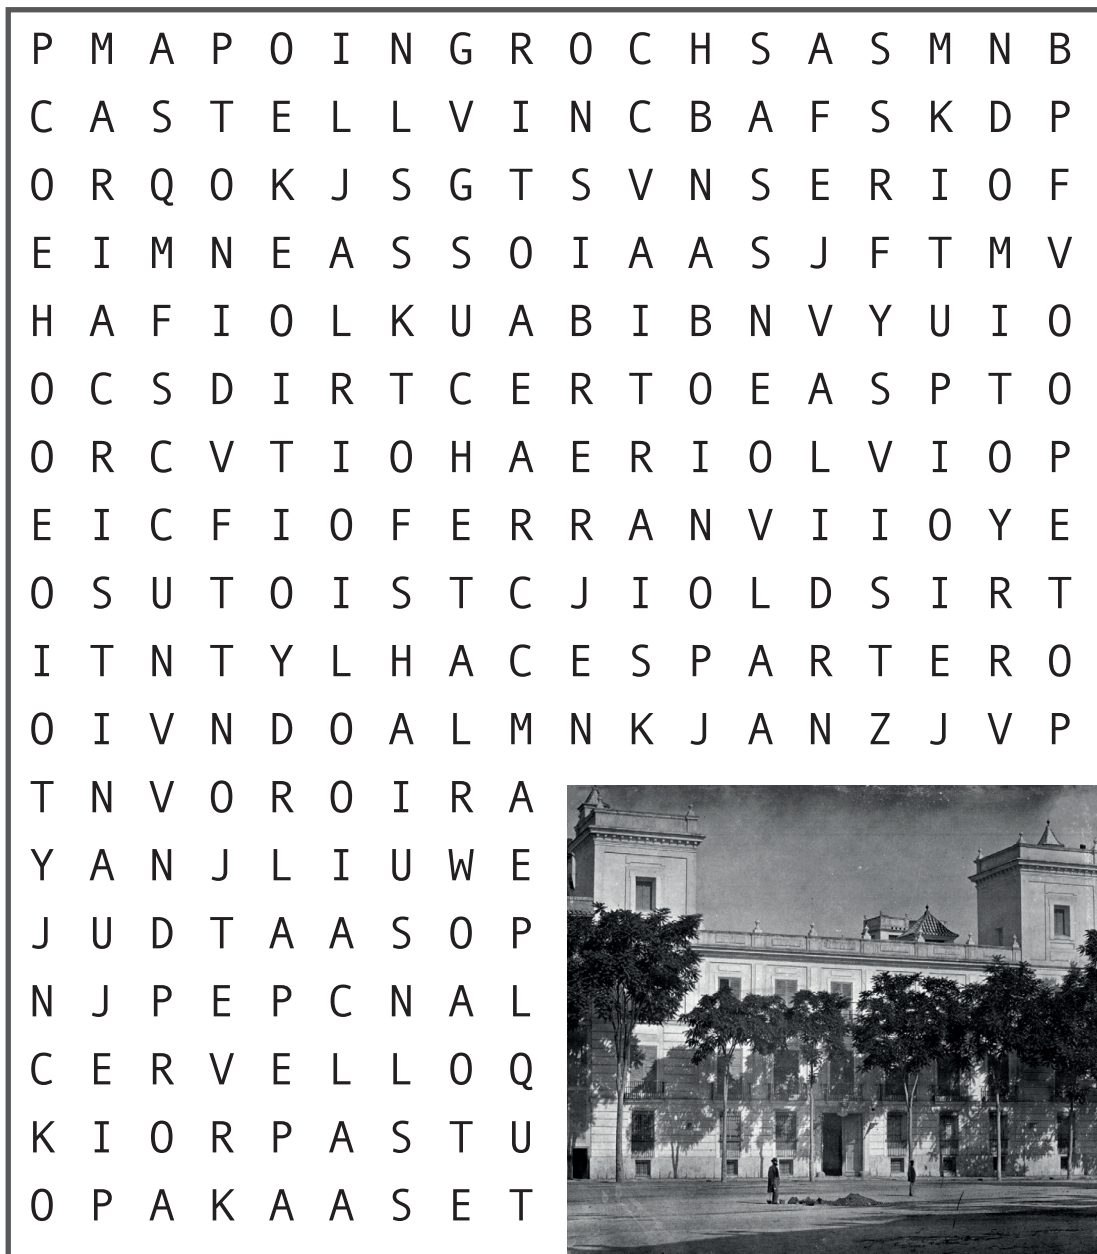 P M A P O I N G R O C H S A S M N B
C A S T E L L V I N C B A F S K D P
O R Q O K J S G T S V N S E R I O F
E I M N E A S S O I A A S J F T M V
H A F I O L K U A B I B N V Y U I O
O C S D I R T C E R T O E A S P T O
O R C V T I O H A E R I O L V I O P
E I C F I O F E R R A N V I I O Y E
O S U T O I S T C J I O L D S I R T
I T N T Y L H A C E S P A R T E R O
O I V N D O A L M N K J A N Z J V P
T N V O R O I R A
Y A N J L I U W E
J U D T A A S O P
N J P E P C N A L
C E R V E L L O Q
K I O R P A S T U
O P A K A A S E T